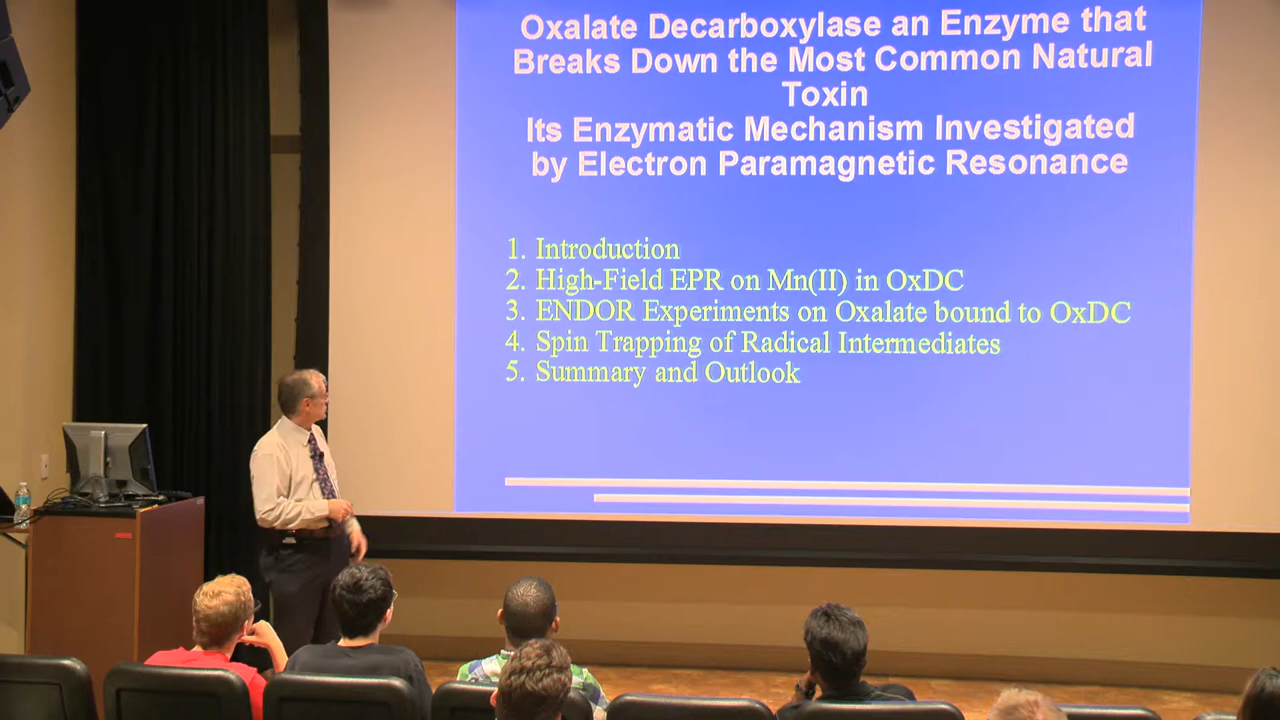 Oxalate Decarboxylase an Enzyme that
Breaks Down the Most Common Natural
Toxin
Its Enzymatic Mechanism Investigated
by Electron Paramagnetic Resonance
1. Introduction
2. High-Field EPR on Mn(II) in OxDC
3. ENDOR Experiments on Oxalate bound to OxDC
4. Spin Trapping of Radical Intermediates
5. Summary and Outlook